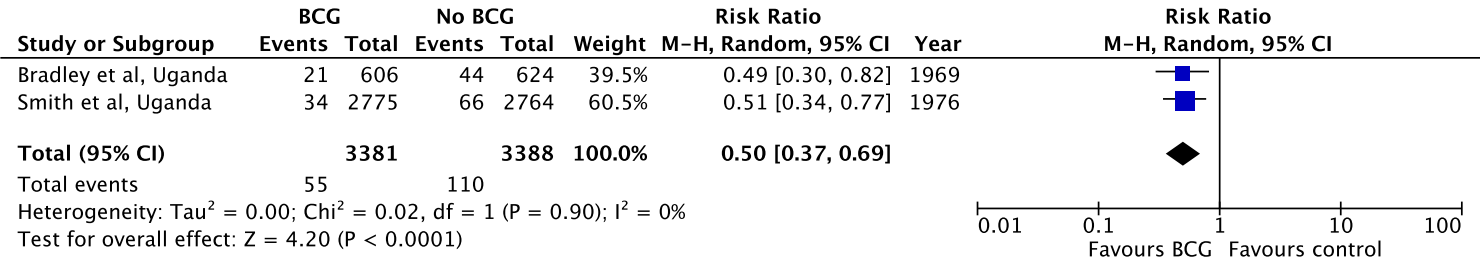 BCG No BCG Risk Ratio Risk Ratio
Study or Subgroup Events Total Events Total Weight M–H, Random, 95% CI Year M–H, Random, 95% CI
Bradley et al, Uganda 21 606 44 624 39.5% 0.49 [0.30, 0.82] 1969
Smith et al, Uganda 34 2775 66 2764 60.5% 0.51 [0.34, 0.77] 1976
Total (95% CI) 3381 3388 100.0% 0.50 [0.37, 0.69]
Total events 55 110
Heterogeneity: Tau² = 0.00; Chi² = 0.02, df = 1 (P = 0.90); I² = 0%
Test for overall effect: Z = 4.20 (P < 0.0001)
0.01 0.1 1 10 100
Favours BCG Favours control